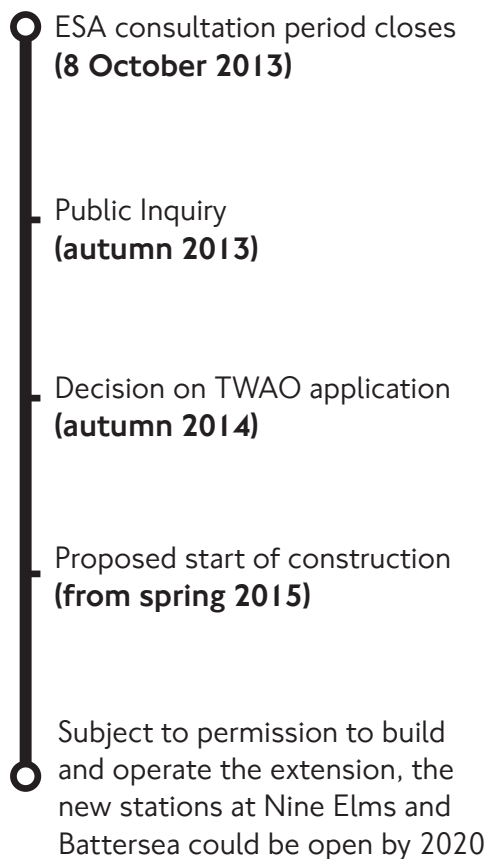 ESA consultation period closes
(8 October 2013)
Public Inquiry
(autumn 2013)
Decision on TWAO application
(autumn 2014)
Proposed start of construction
(from spring 2015)
Subject to permission to build
and operate the extension, the
new stations at Nine Elms and
Battersea could be open by 2020